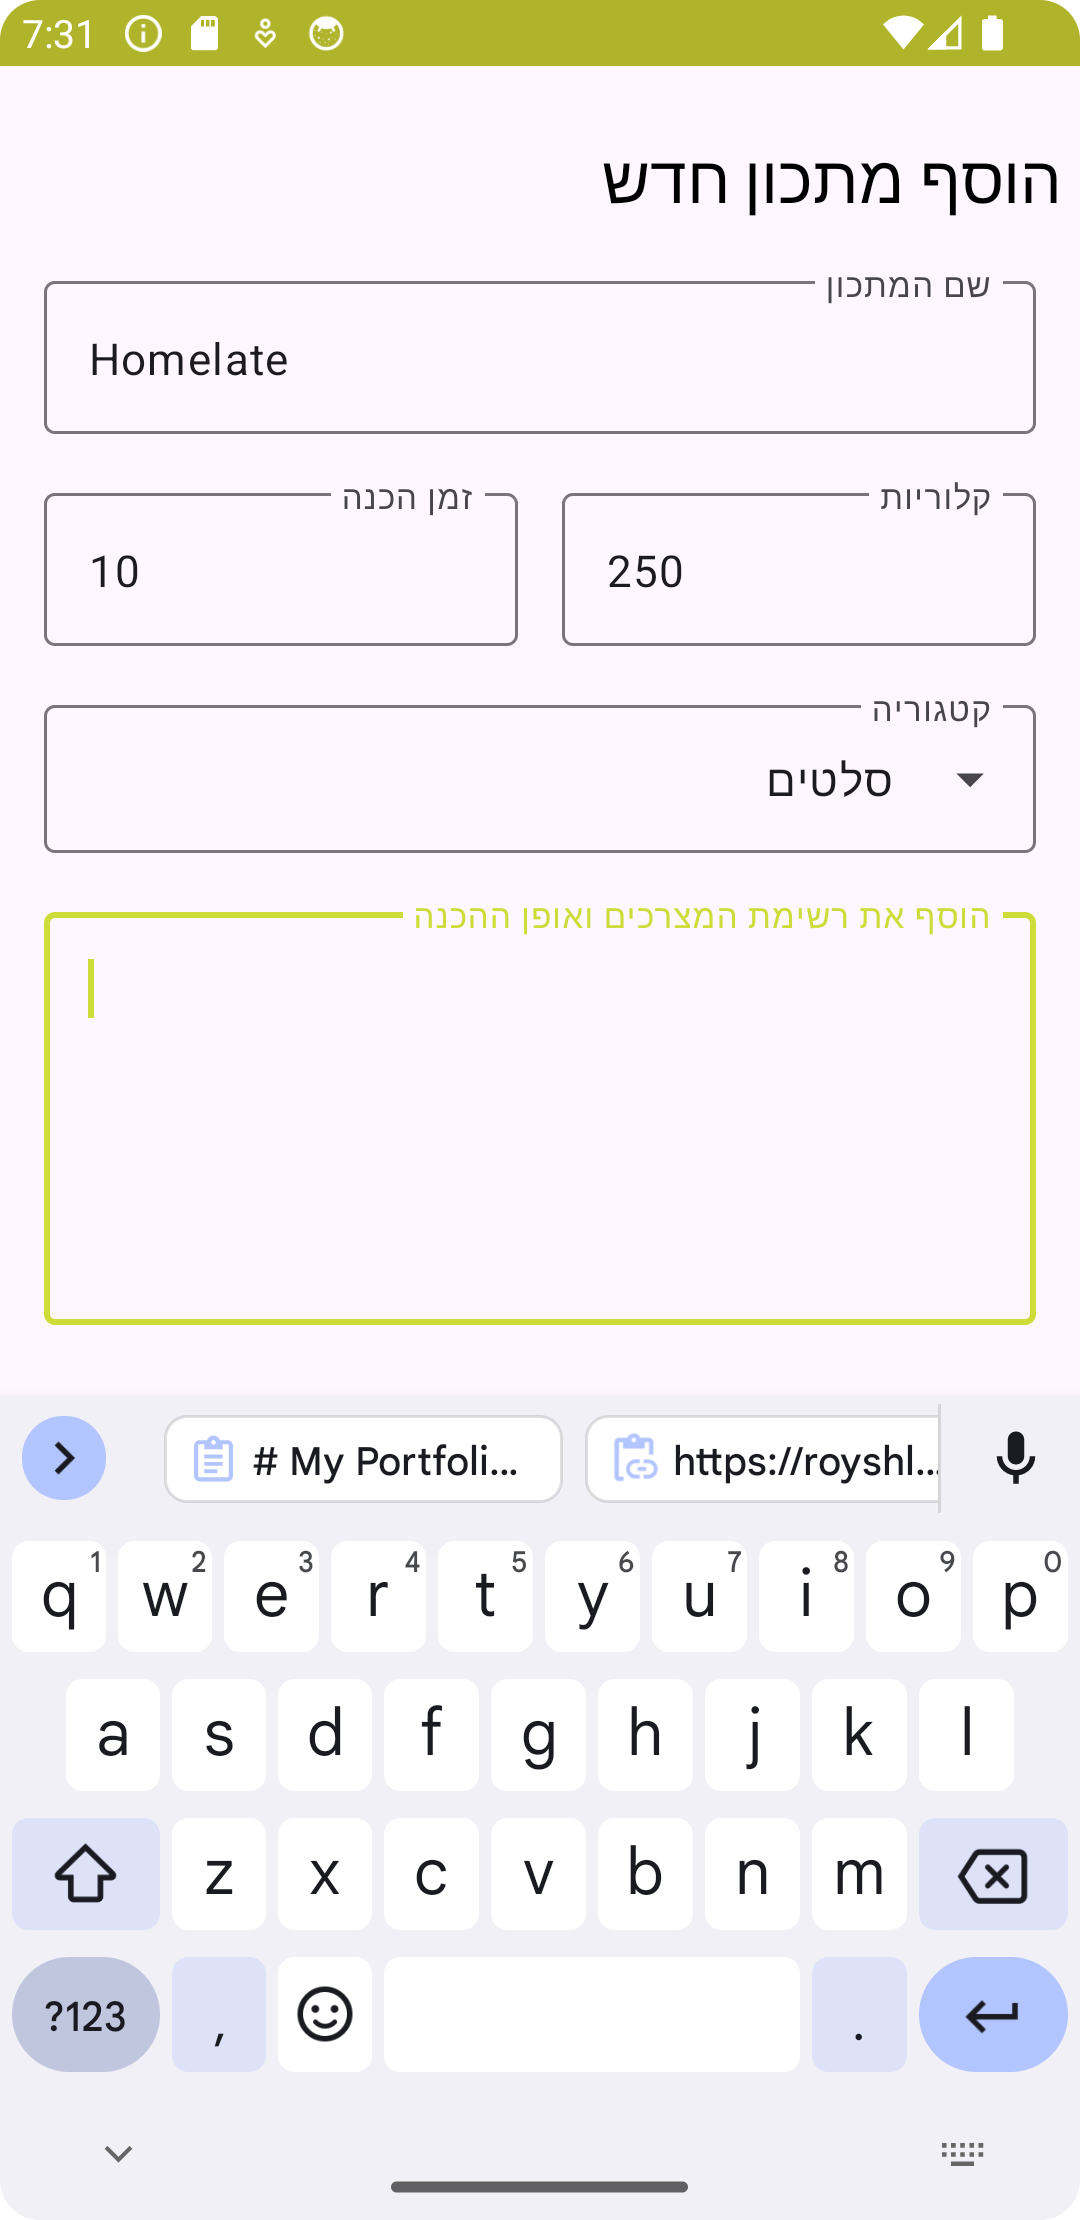 7:31
הוסף מתכון חדש
שם המתכון
Homelate
קלוריות
זמן הכנה
250
10
קטגוריה
סלטים
הוסף את רשימת המצרכים ואופן ההכנה
# My Portfoli...
https://royshl...
1 2 3 4 5 6 7 8 9 0
q w e r t y u i o p
a s d f g h j k l
z x c v b n m
?123 , .